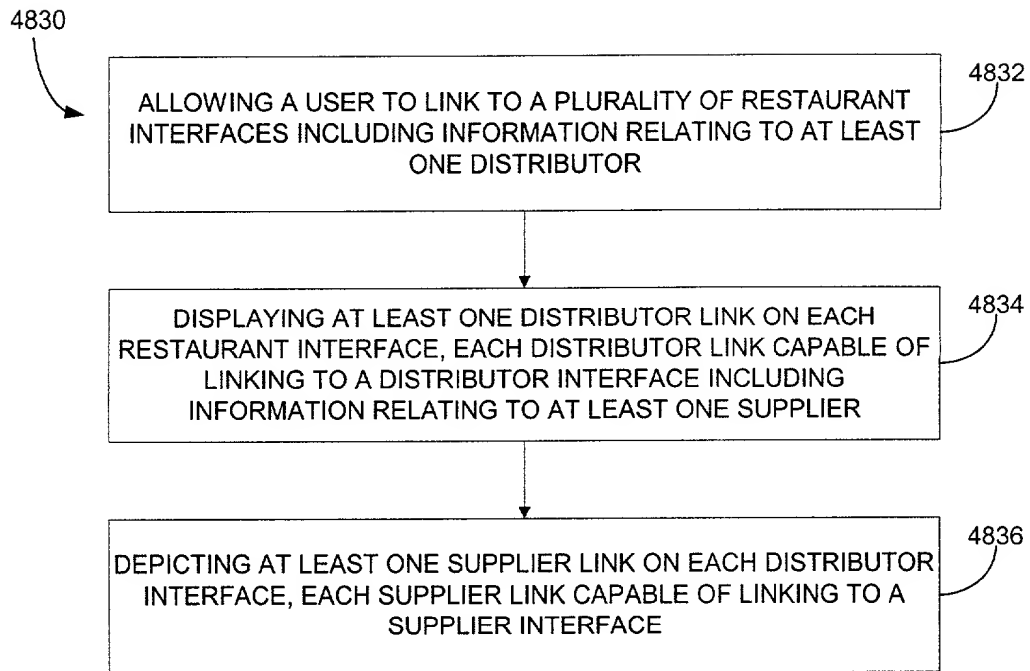 4830
4832
ALLOWING A USER TO LINK TO A PLURALITY OF RESTAURANT
INTERFACES INCLUDING INFORMATION RELATING TO AT LEAST
ONE DISTRIBUTOR
4834
DISPLAYING AT LEAST ONE DISTRIBUTOR LINK ON EACH
RESTAURANT INTERFACE, EACH DISTRIBUTOR LINK CAPABLE OF
LINKING TO A DISTRIBUTOR INTERFACE INCLUDING
INFORMATION RELATING TO AT LEAST ONE SUPPLIER
4836
DEPICTING AT LEAST ONE SUPPLIER LINK ON EACH DISTRIBUTOR
INTERFACE, EACH SUPPLIER LINK CAPABLE OF LINKING TO A
SUPPLIER INTERFACE